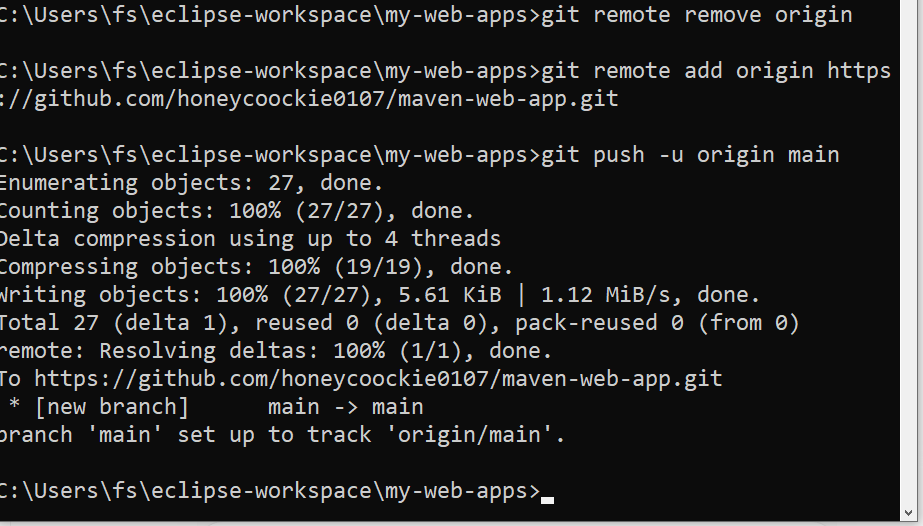 C:\Users\fs\eclipse-workspace\my-web-apps>git remote remove origin
C:\Users\fs\eclipse-workspace\my-web-apps>git remote add origin https
://github.com/honeycoockie0107/maven-web-app.git
C:\Users\fs\eclipse-workspace\my-web-apps>git push -u origin main
Enumerating objects: 27, done.
Counting objects: 100% (27/27), done.
Delta compression using up to 4 threads
Compressing objects: 100% (19/19), done.
Writing objects: 100% (27/27), 5.61 KiB | 1.12 MiB/s, done.
Total 27 (delta 1), reused 0 (delta 0), pack-reused 0 (from 0)
remote: Resolving deltas: 100% (1/1), done.
To https://github.com/honeycoockie0107/maven-web-app.git
 * [new branch]      main -> main
branch 'main' set up to track 'origin/main'.
C:\Users\fs\eclipse-workspace\my-web-apps>